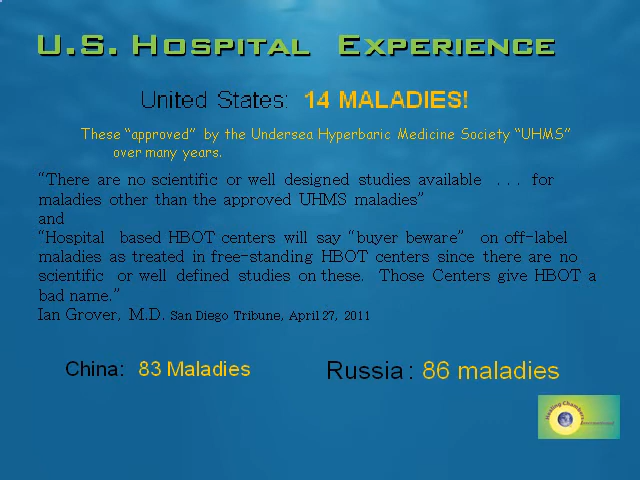 U.S. HOSPITAL EXPERIENCE
United States: 14 MALADIES!
These “approved” by the Undersea Hyperbaric Medicine Society “UHMS”
over many years.
“There are no scientific or well designed studies available . . . for
maladies other than the approved UHMS maladies”
and
“Hospital based HBOT centers will say “buyer beware” on off-label
maladies as treated in free-standing HBOT centers since there are no
scientific or well defined studies on these. Those Centers give HBOT a
bad name.”
Ian Grover, M.D. San Diego Tribune, April 27, 2011
China: 83 Maladies
Russia : 86 maladies
Healing Chambers